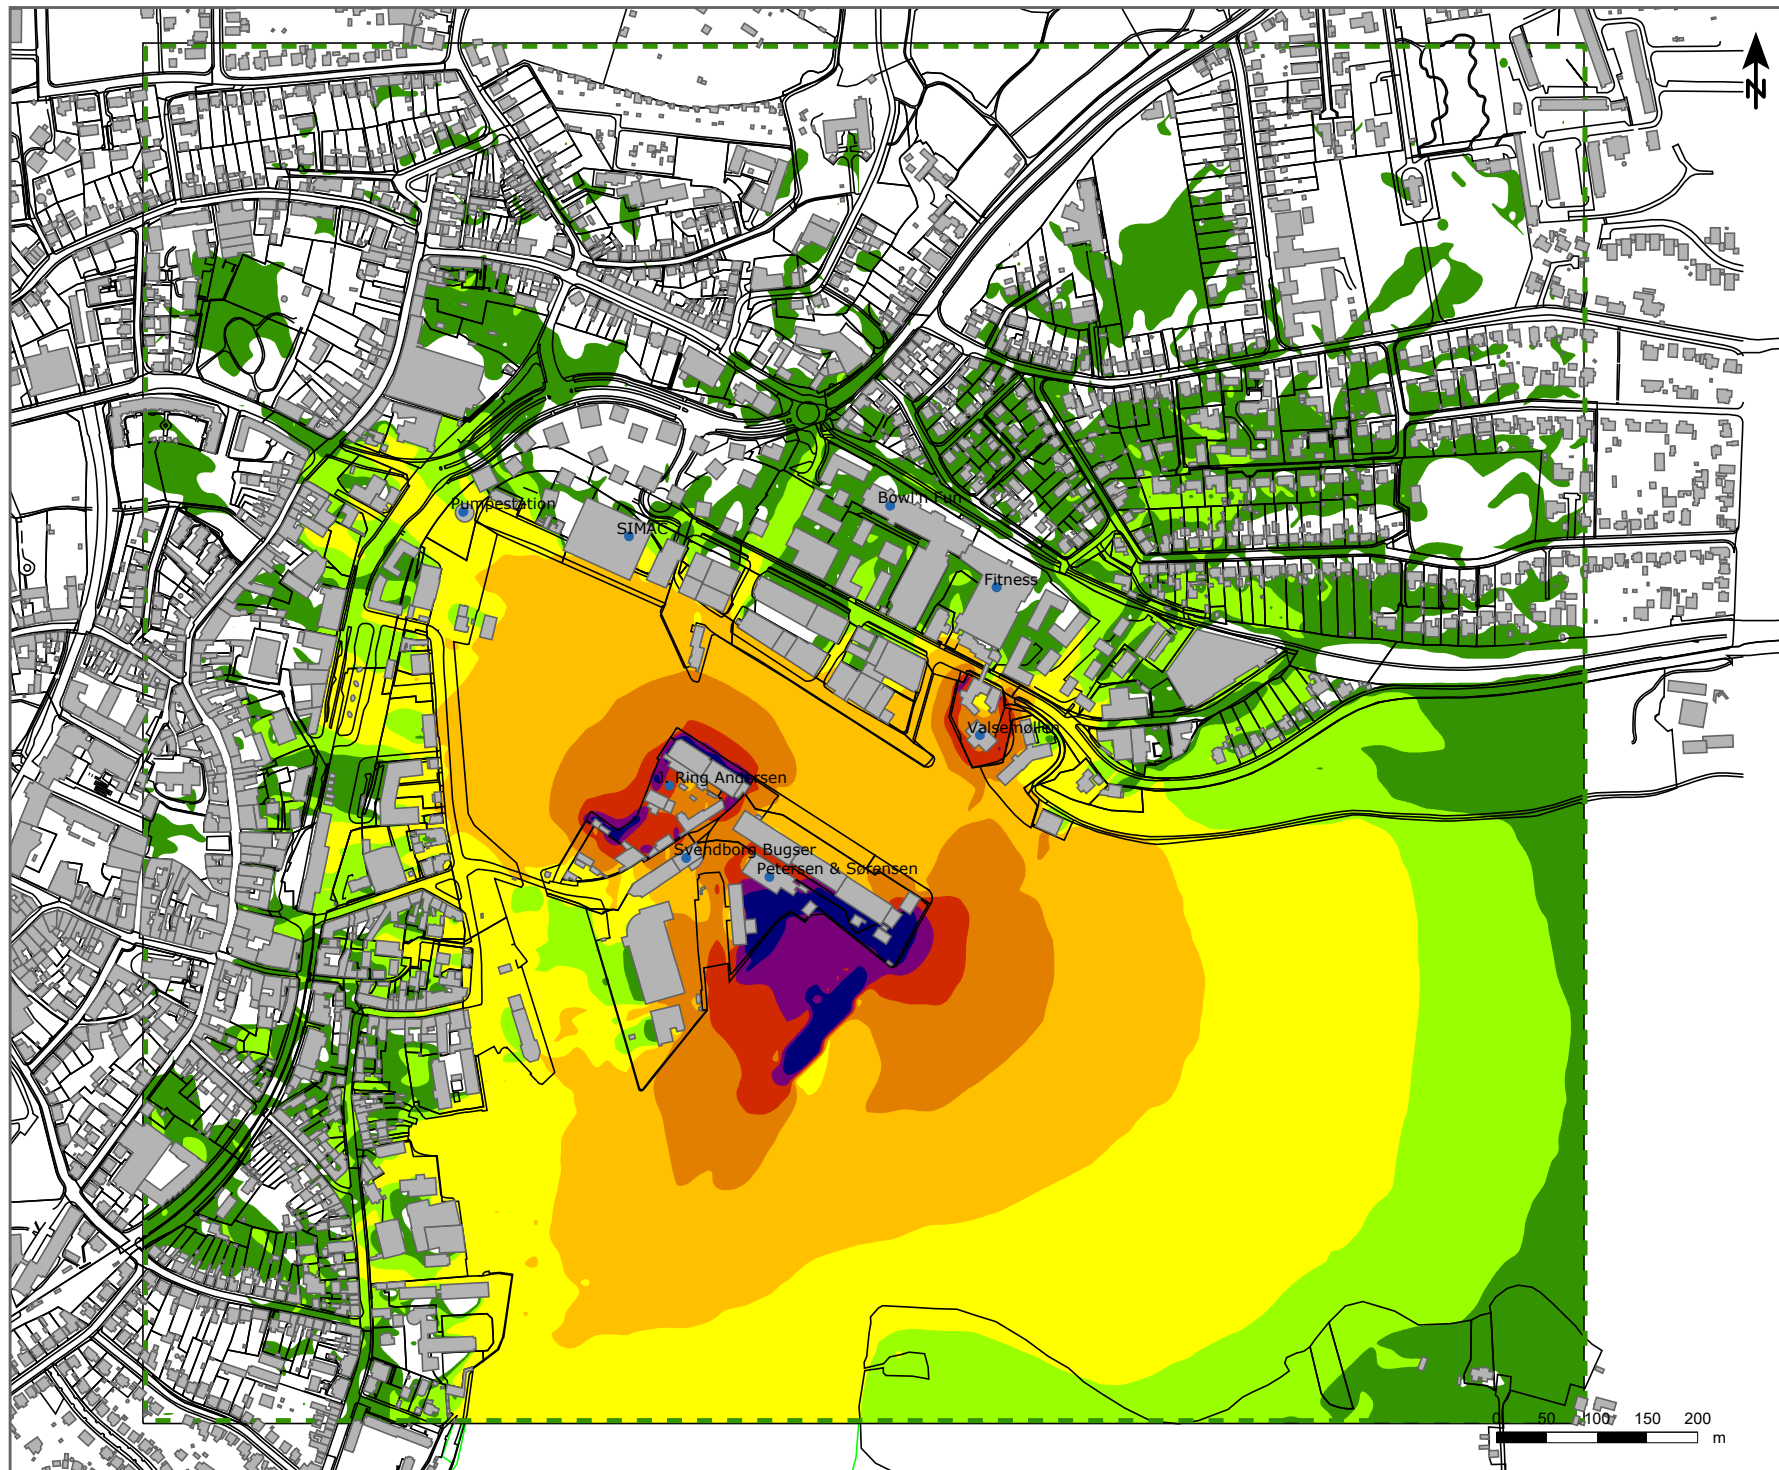 N
Pumpestation
Bowl'n Fun
SIMAC
Fitness
Valsemøllen
J. Ring Andersen
Svendborg Bugser
Petersen & Sørensen
0 50 100 150 200
m